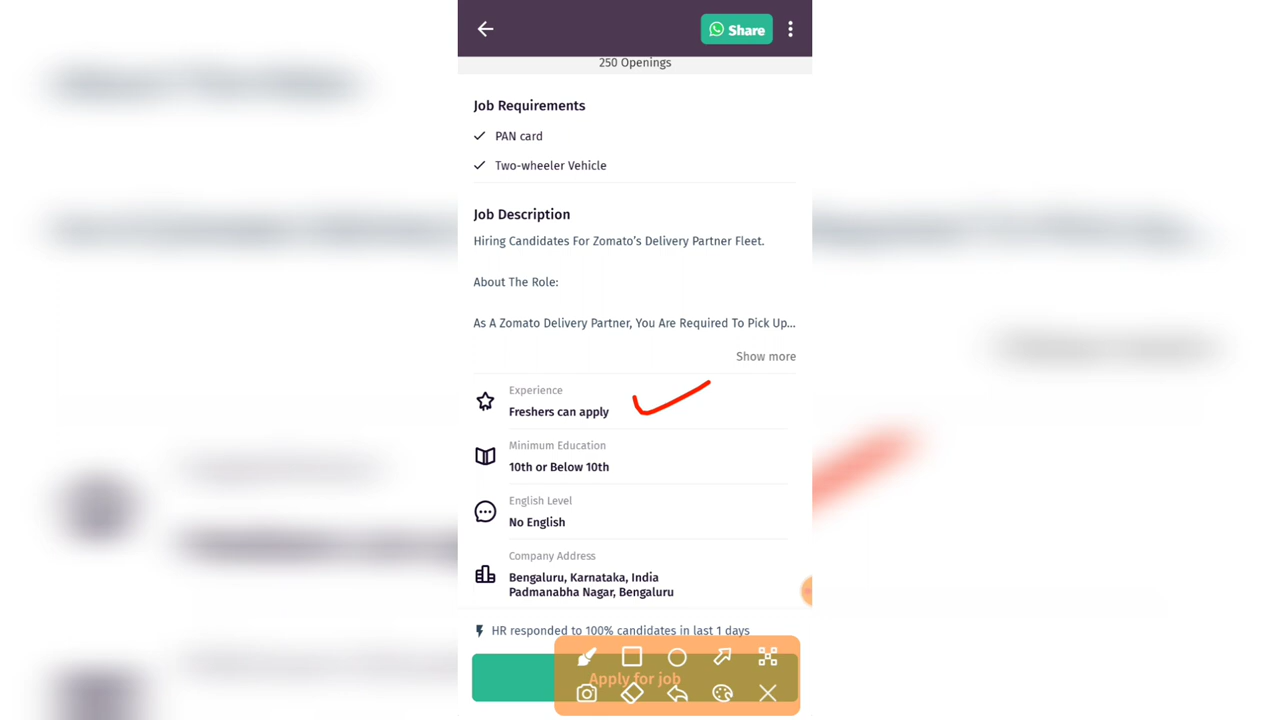 Share
250 Openings
Job Requirements
PAN card
Two-wheeler Vehicle
Job Description
Hiring Candidates For Zomato's Delivery Partner Fleet.
About The Role:
As A Zomato Delivery Partner, You Are Required To Pick Up...
Show more
Experience
Freshers can apply
Minimum Education
10th or Below 10th
English Level
No English
Company Address
Bengaluru, Karnataka, India
Padmanabha Nagar, Bengaluru
HR responded to 100% candidates in last 1 days
Apply for job